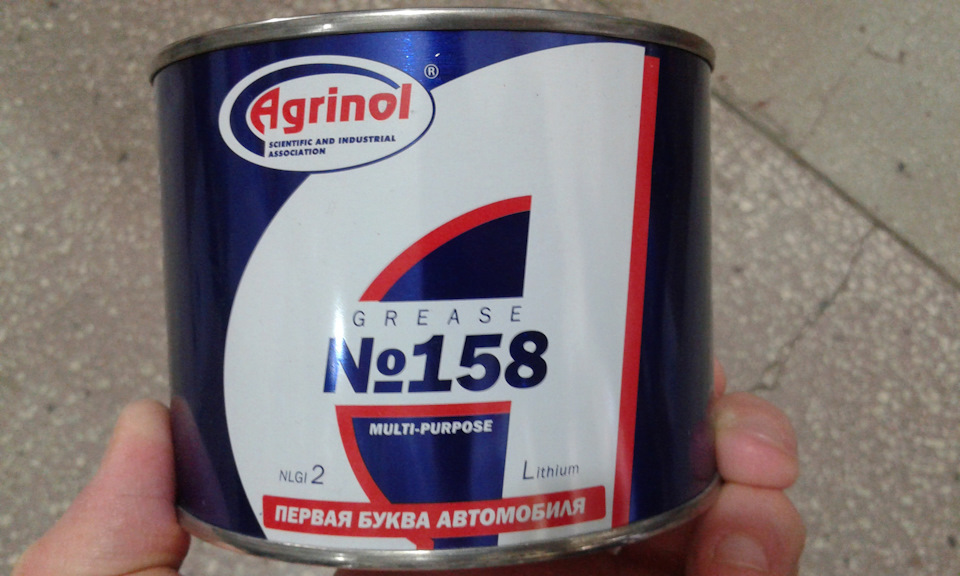 Agrinol ®
SCIENTIFIC AND INDUSTRIAL
ASSOCIATION
GREASE
№158
MULTI-PURPOSE
NLGI 2 Lithium
ПЕРВАЯ БУКВА АВТОМОБИЛЯ